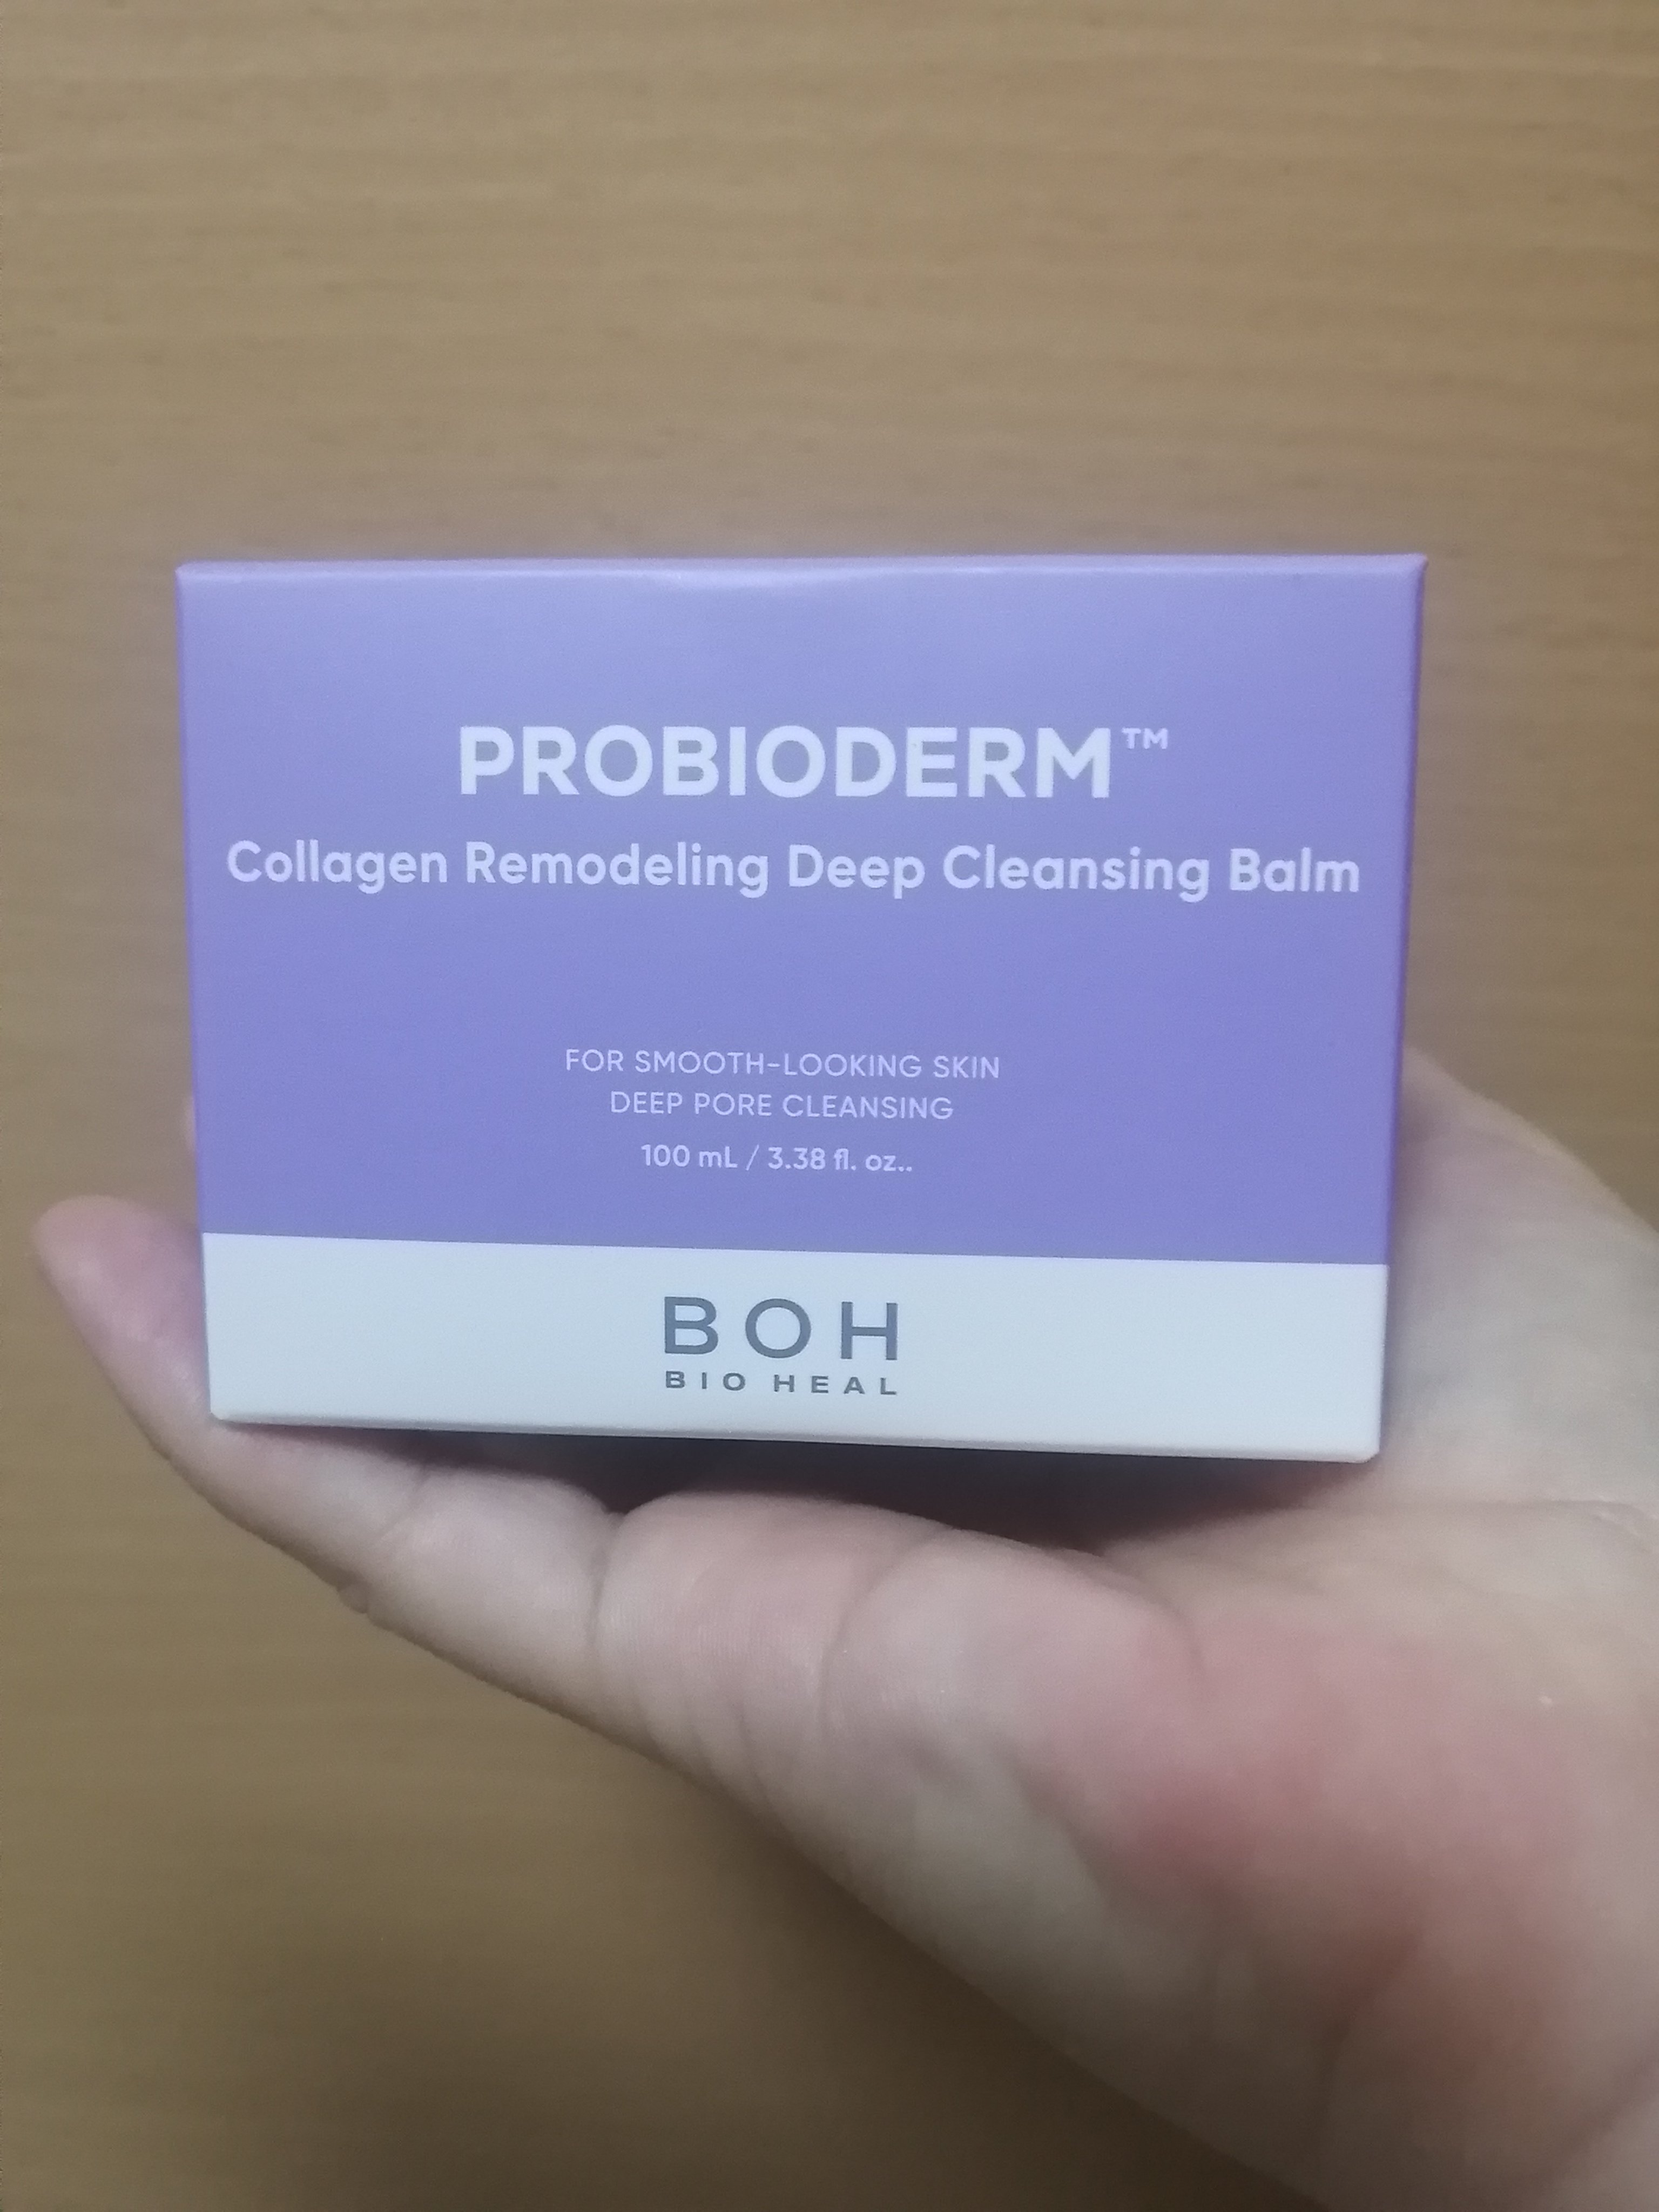 PROBIODERM™
Collagen Remodeling Deep Cleansing Balm
FOR SMOOTH-LOOKING SKIN
DEEP PORE CLEANSING
100 mL / 3.38 fl. oz..
BOH
BIO HEAL